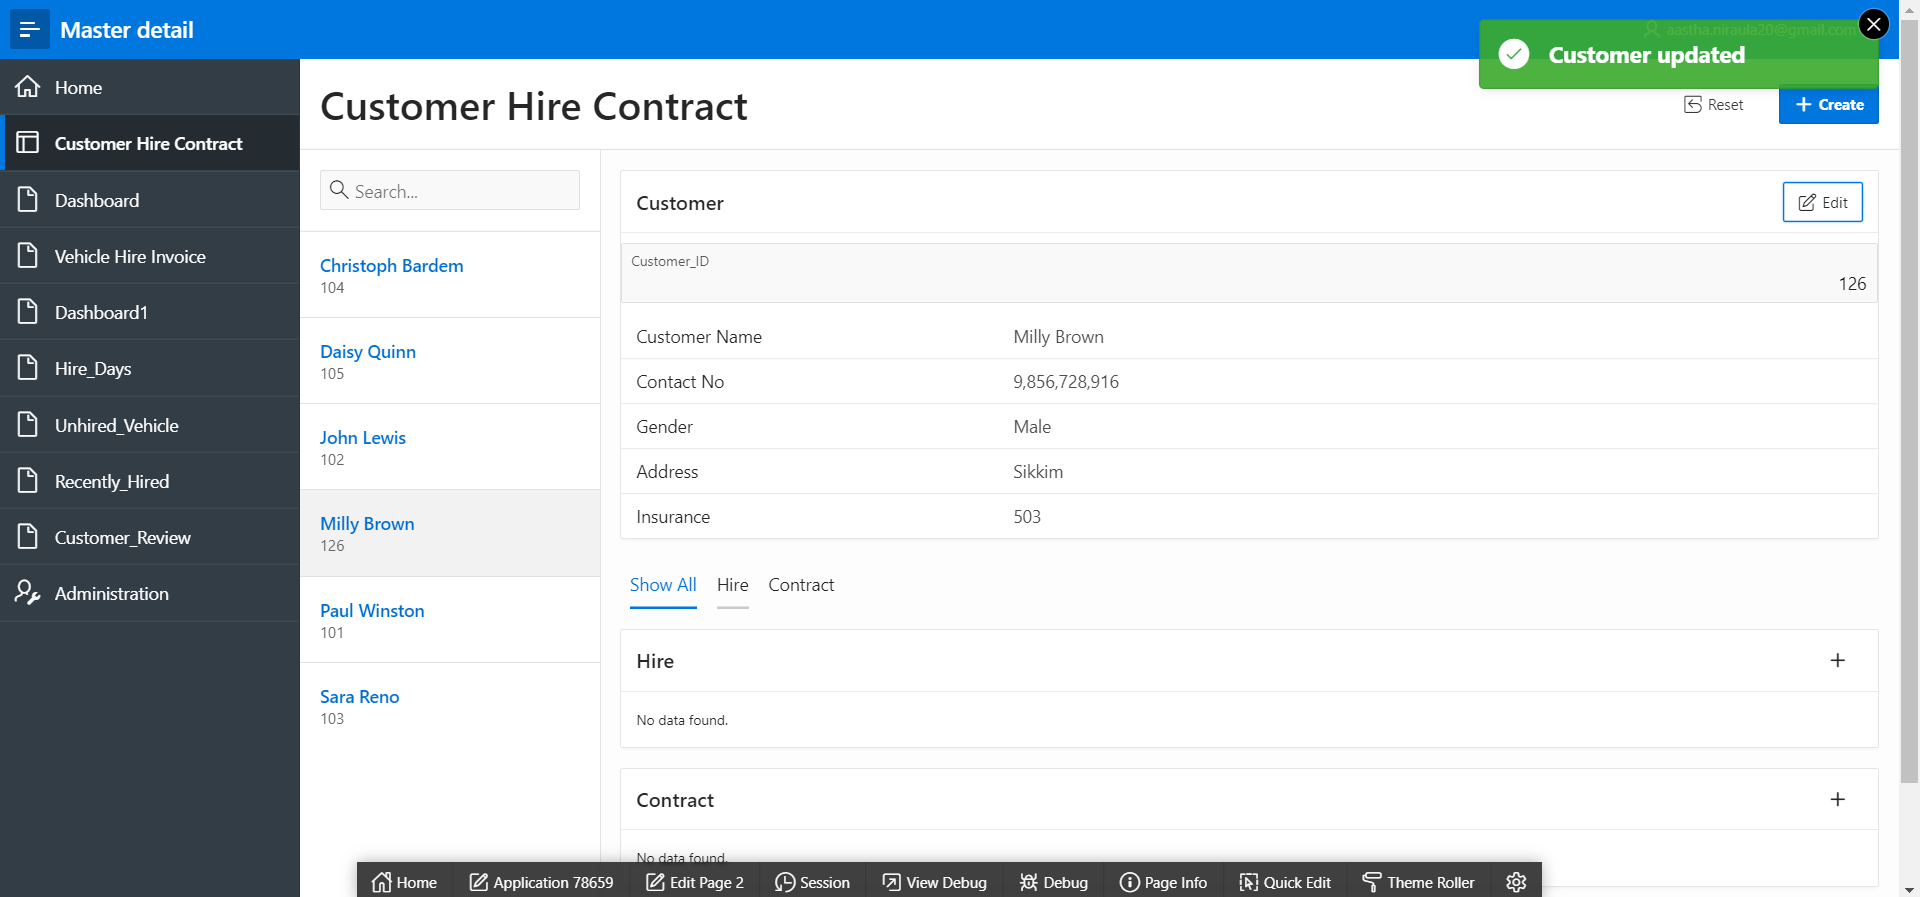 Master detail
aastha.niraula20@gmail.com
Customer updated
Home
Customer Hire Contract
Dashboard
Vehicle Hire Invoice
Dashboard1
Hire_Days
Unhired_Vehicle
Recently_Hired
Customer_Review
Administration
Customer Hire Contract
Reset
Create
Search...
Christoph Bardem
104
Daisy Quinn
105
John Lewis
102
Milly Brown
126
Paul Winston
101
Sara Reno
103
Customer
Edit
Customer_ID
126
Customer Name Milly Brown
Contact No 9,856,728,916
Gender Male
Address Sikkim
Insurance 503
Show All Hire Contract
Hire
No data found.
Contract
No data found.
Home Application 78659 Edit Page 2 Session View Debug Debug Page Info Quick Edit Theme Roller